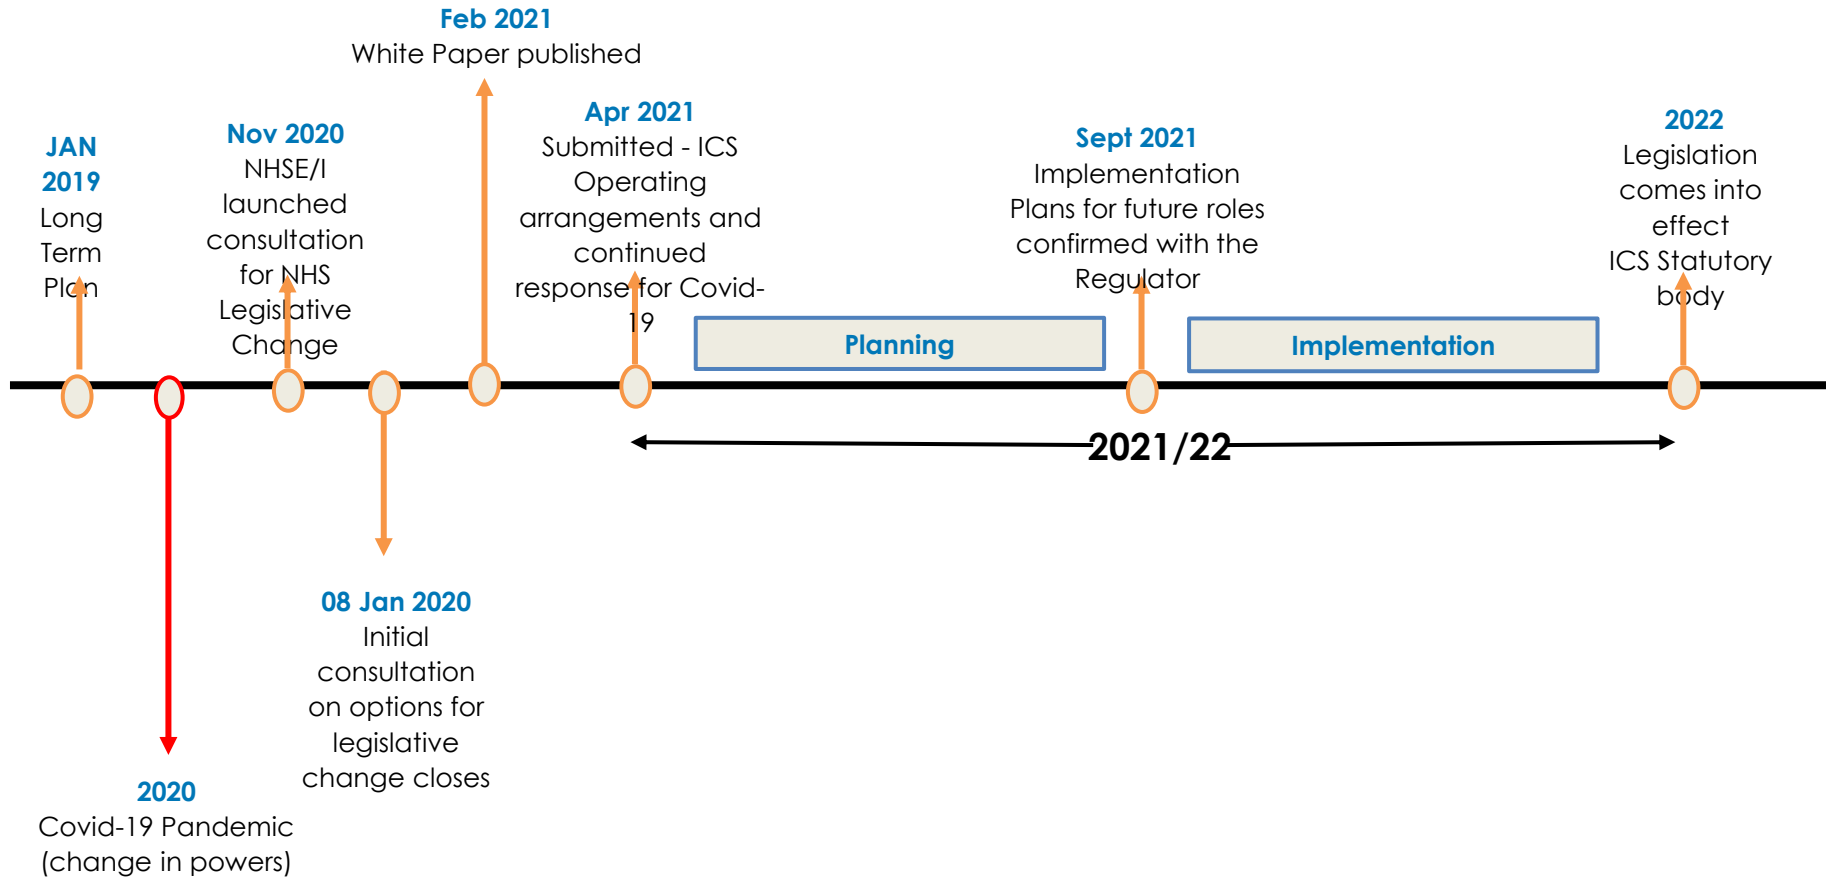 Feb 2021
White Paper published
JAN
2019
Long
Term
Plan
Nov 2020
NHSE/I
launched
consultation
for NHS
Legislative
Change
Apr 2021
Submitted - ICS
Operating
arrangements and
continued
response for Covid-
19
Sept 2021
Implementation
Plans for future roles
confirmed with the
Regulator
2022
Legislation
comes into
effect
ICS Statutory
body
Planning
Implementation
2021/22
08 Jan 2020
Initial
consultation
on options for
legislative
change closes
2020
Covid-19 Pandemic
(change in powers)